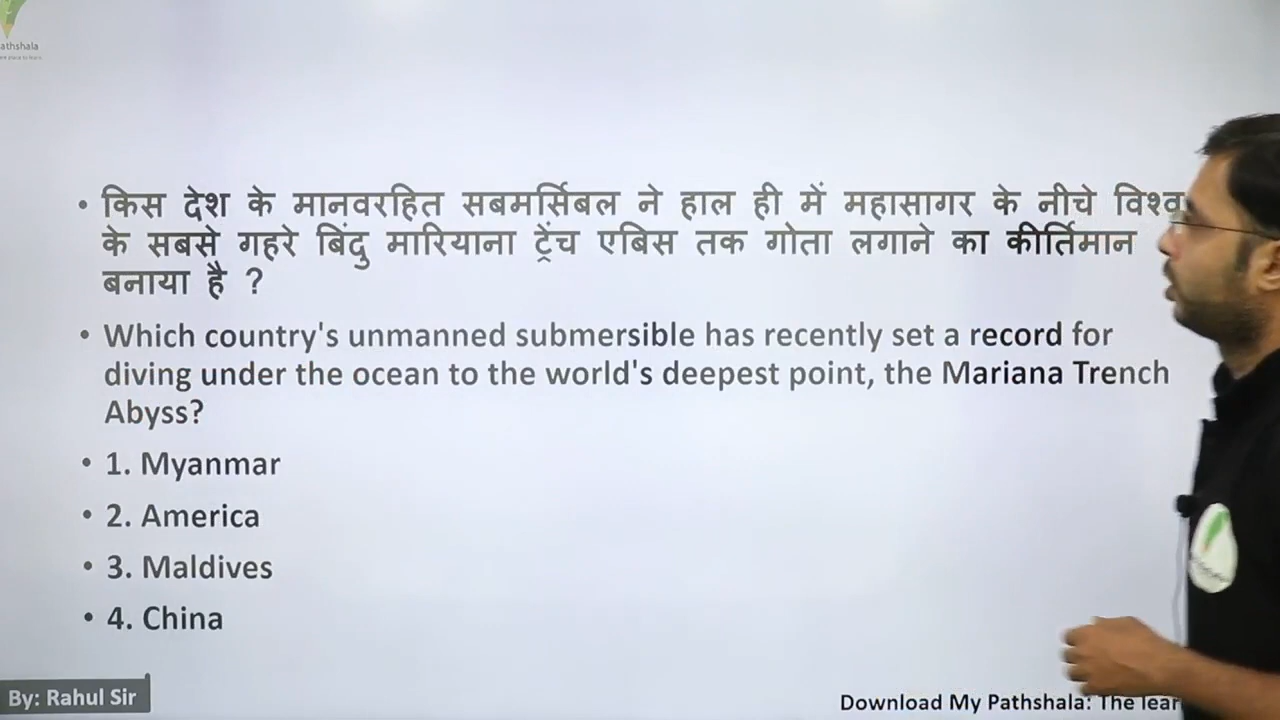 athshala
• किस देश के मानवरहित सबमर्सिबल ने हाल ही में महासागर के नीचे विश्व
के सबसे गहरे बिंदु मारियाना ट्रेंच एबिस तक गोता लगाने का कीर्तिमान
बनाया है ?
• Which country's unmanned submersible has recently set a record for
diving under the ocean to the world's deepest point, the Mariana Trench
Abyss?
• 1. Myanmar
• 2. America
• 3. Maldives
• 4. China
By: Rahul Sir
Download My Pathshala: The lear